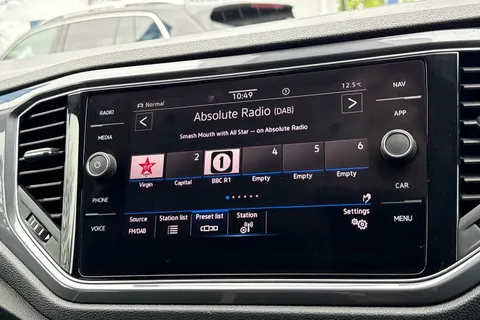 10:49
12.5°C
Normal
Absolute Radio (DAB)
Smash Mouth with All Star -- on Absolute Radio
RADIO
MEDIA
PHONE
VOICE
NAV
APP
CAR
MENU
2
1
4
5
6
Virgin
Capital
BBC R1
Empty
Empty
Empty
Source
FM/DAB
Station list
Preset list
Station
Settings